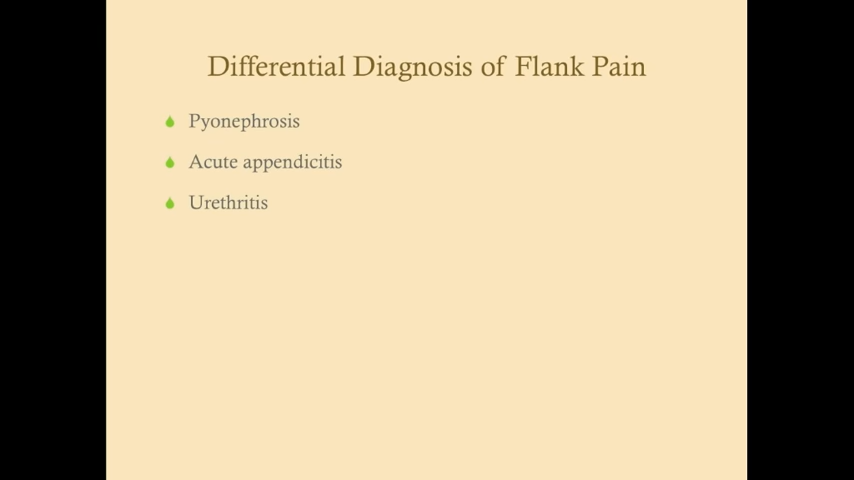 Differential Diagnosis of Flank Pain
Pyonephrosis
Acute appendicitis
Urethritis